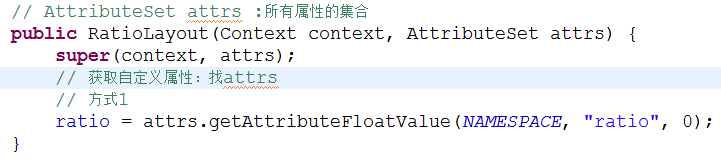 // AttributeSet attrs :所有属性的集合
public RatioLayout(Context context, AttributeSet attrs) {
super(context, attrs);
// 获取自定义属性：找attrs
// 方式1
ratio = attrs.getAttributeFloatValue(NAMESPACE, "ratio", 0);
}